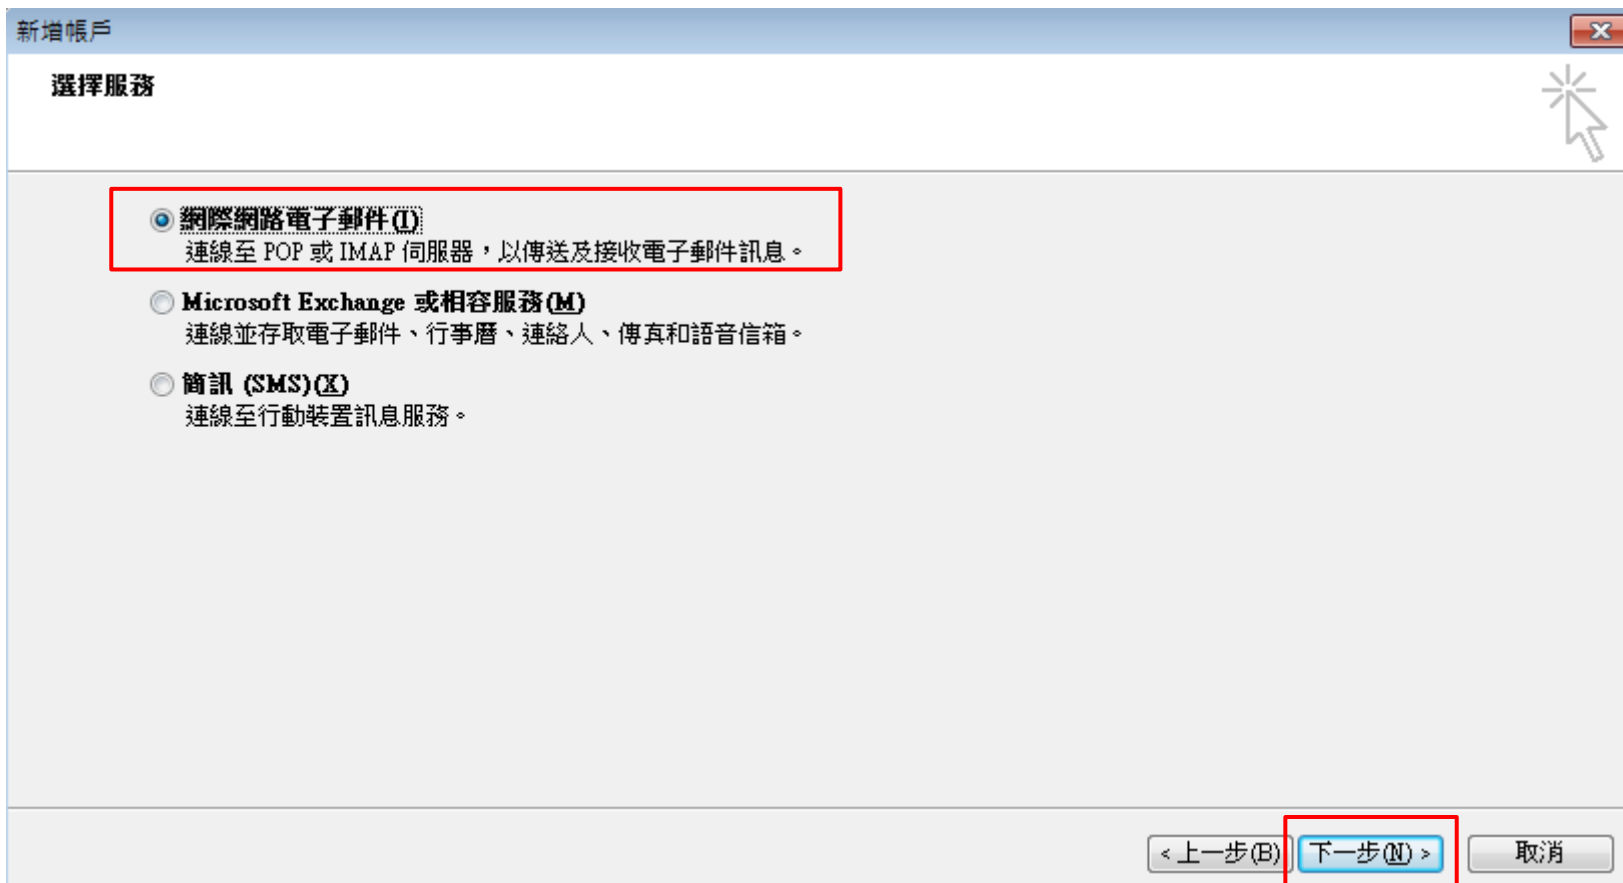 新增帳戶
選擇服務
網際網路電子郵件(I)
連線至 POP 或 IMAP 伺服器，以傳送及接收電子郵件訊息。
Microsoft Exchange 或相容服務(M)
連線並存取電子郵件、行事曆、連絡人、傳真和語音信箱。
簡訊 (SMS)(X)
連線至行動裝置訊息服務。
< 上一步(B) 下一步(N) > 取消